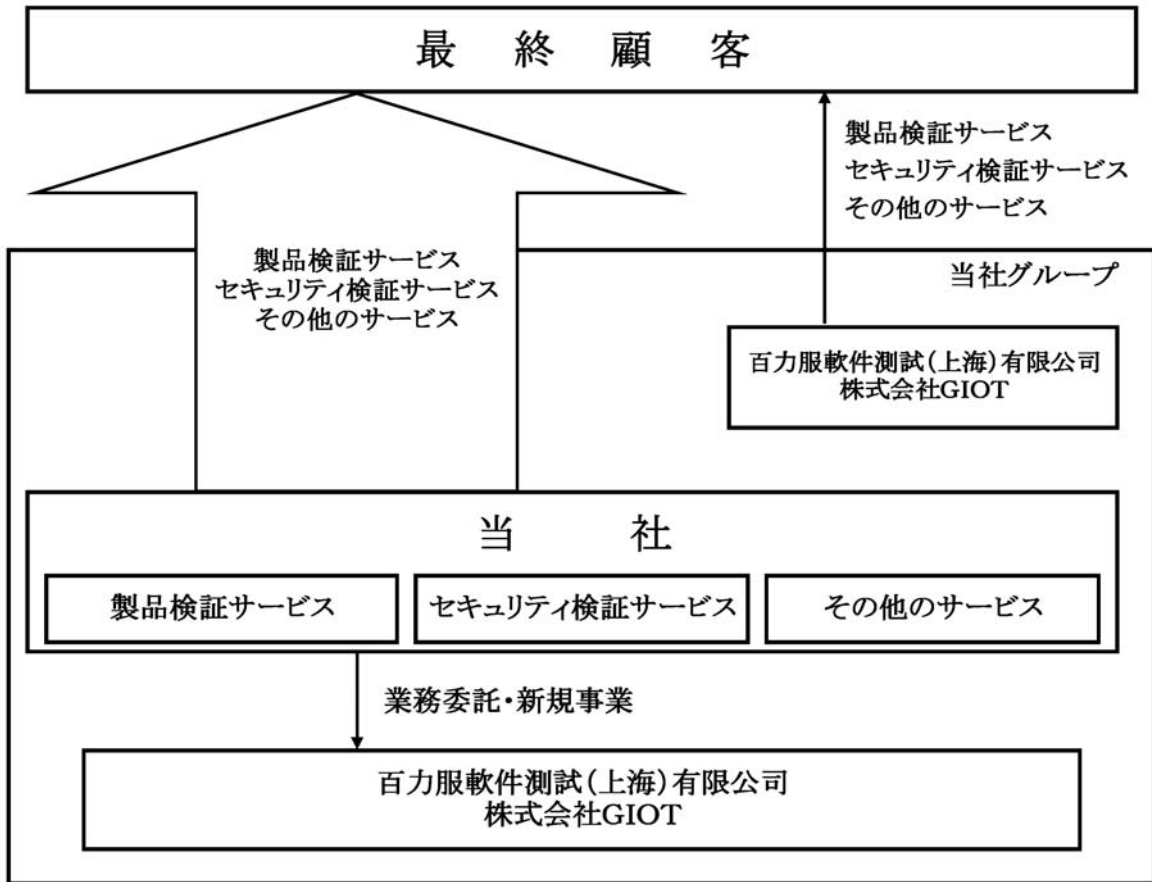 最終顧客
製品検証サービス
セキュリティ検証サービス
その他のサービス
製品検証サービス
セキュリティ検証サービス
その他のサービス
当社グループ
百力服軟件測試(上海)有限公司
株式会社GIOT
当社
製品検証サービス
セキュリティ検証サービス
その他のサービス
業務委託・新規事業
百力服軟件測試(上海)有限公司
株式会社GIOT